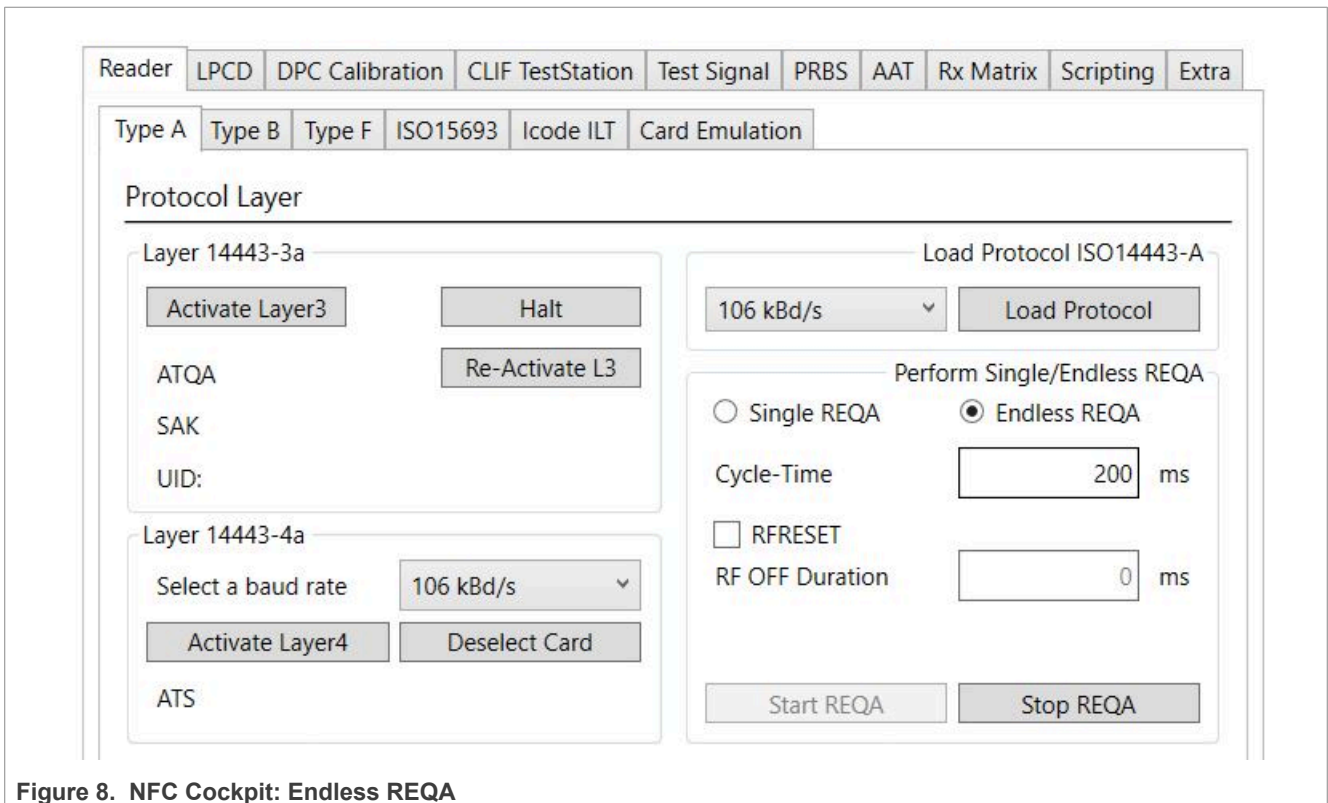 Reader LPCD DPC Calibration CLIF TestStation Test Signal PRBS AAT Rx Matrix Scripting Extra
Type A Type B Type F ISO15693 Icode ILT Card Emulation
Protocol Layer
Layer 14443-3a
Activate Layer3 Halt
Re-Activate L3
ATQA
SAK
UID:
Layer 14443-4a
Select a baud rate 106 kBd/s
Activate Layer4 Deselect Card
ATS
Load Protocol ISO14443-A
106 kBd/s Load Protocol
Perform Single/Endless REQA
Single REQA Endless REQA
Cycle-Time 200 ms
RFRESET
RF OFF Duration 0 ms
Start REQA Stop REQA
Figure 8. NFC Cockpit: Endless REQA